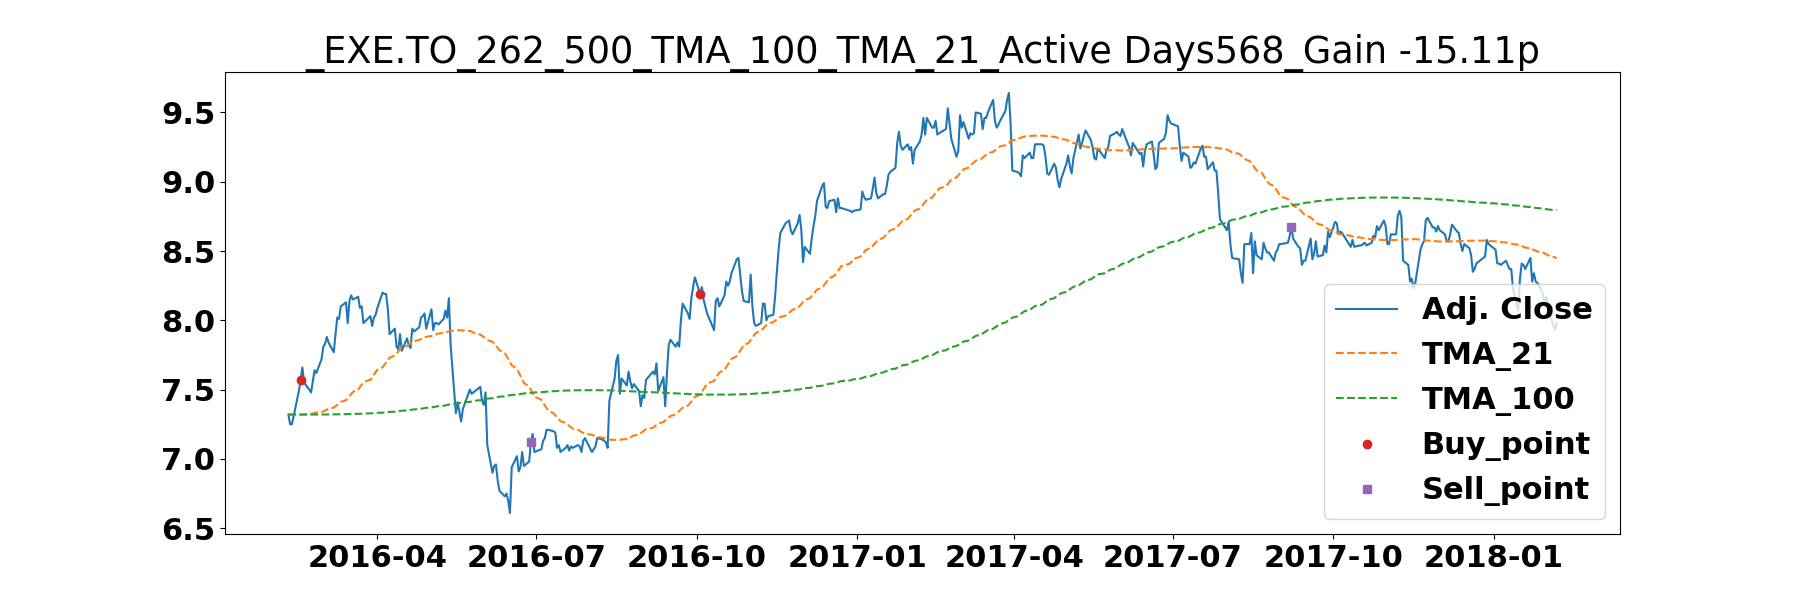 _EXE.TO_262_500_TMA_100_TMA_21_Active Days568_Gain -15.11p
9.5
9.0
8.5
8.0
7.5
7.0
6.5
Adj. Close
TMA_21
TMA_100
Buy_point
Sell_point
2016-04 2016-07 2016-10 2017-01 2017-04 2017-07 2017-10 2018-01